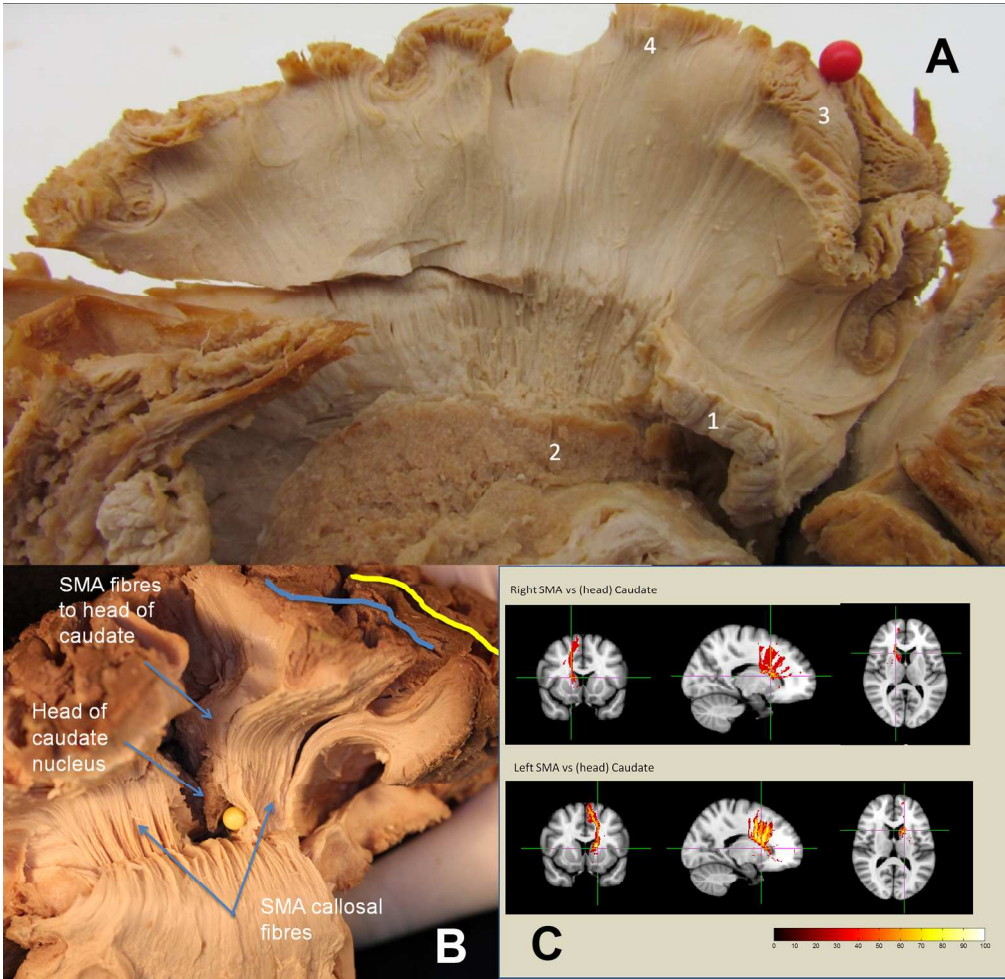 A
4
3
1
2
SMA fibres
to head of
caudate
Head of
caudate
nucleus
SMA callosal
fibres
B
Right SMA vs (head) Caudate
Left SMA vs (head) Caudate
C
0 10 20 30 40 50 60 70 80 90 100